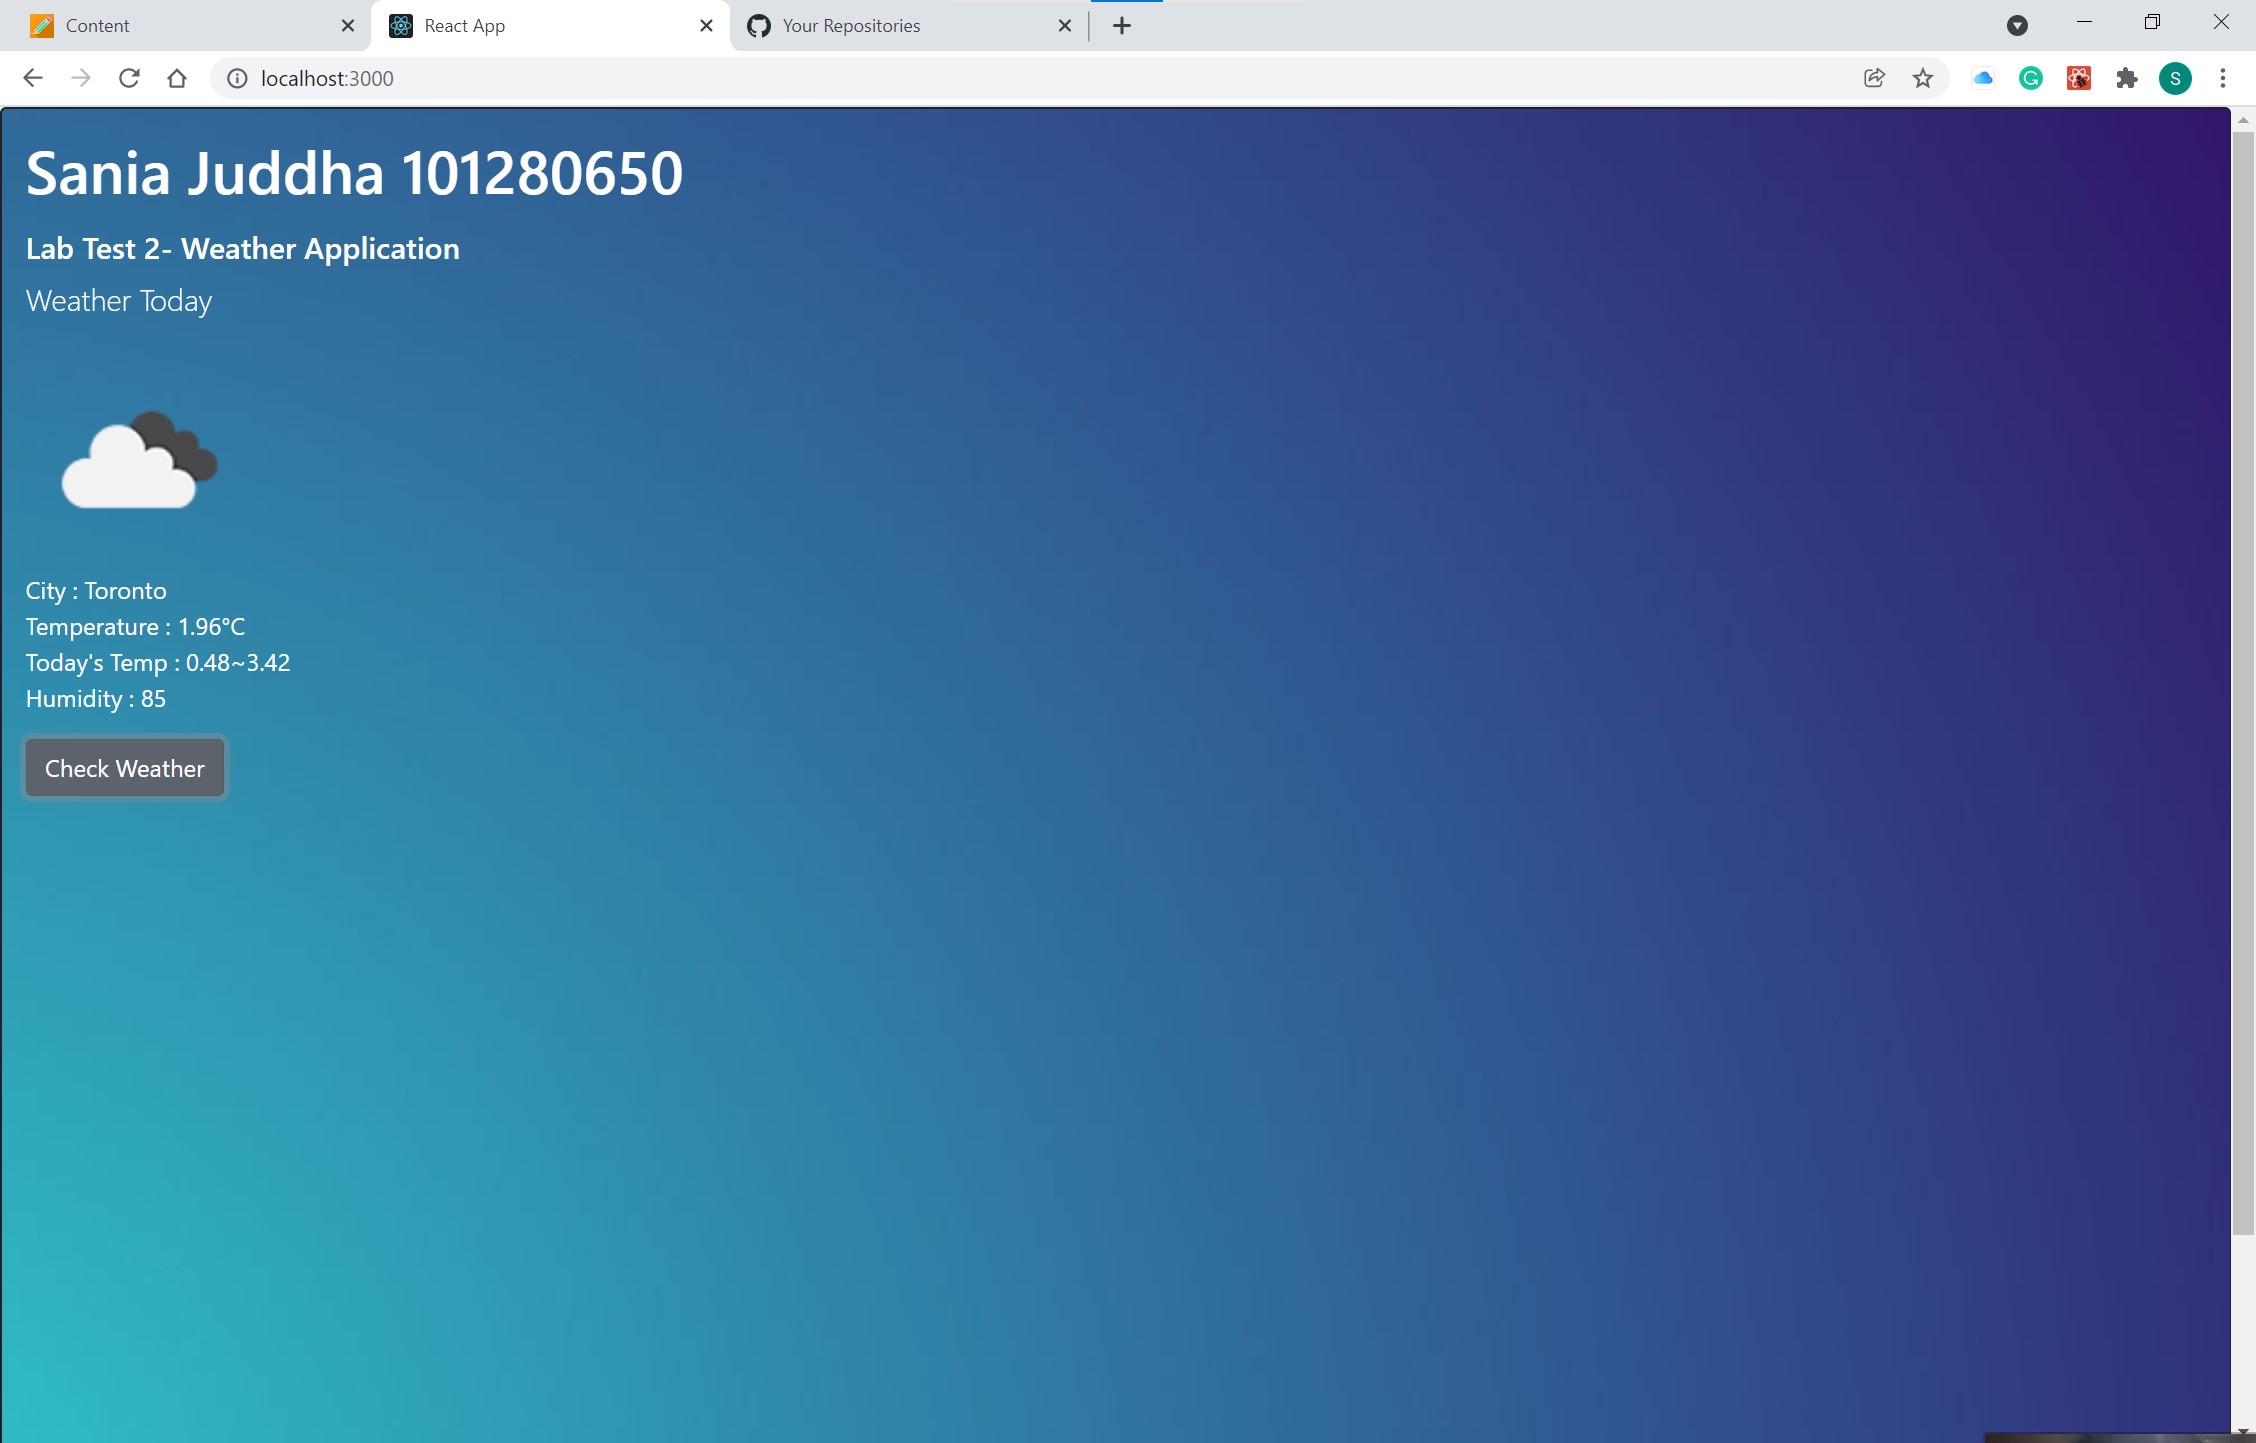 Content
React App
Your Repositories
localhost:3000
S
Sania Juddha 101280650
Lab Test 2- Weather Application
Weather Today
City : Toronto
Temperature : 1.96°C
Today's Temp : 0.48~3.42
Humidity : 85
Check Weather